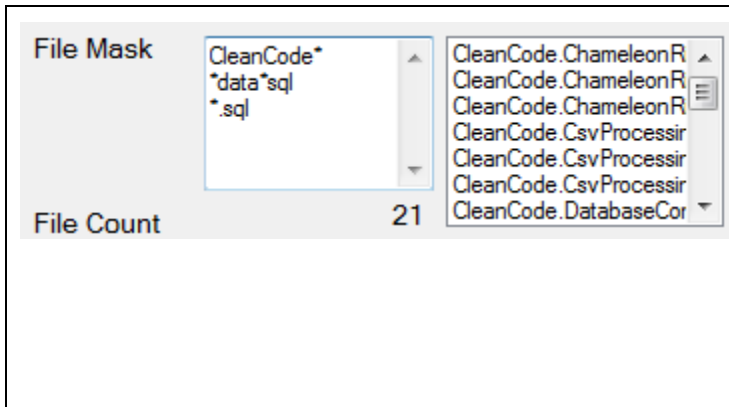 File Mask
CleanCode*
*data*sql
*.sql
CleanCode.ChameleonR
CleanCode.ChameleonR
CleanCode.ChameleonR
CleanCode.CsvProcessir
CleanCode.CsvProcessir
CleanCode.CsvProcessir
CleanCode.DatabaseCor
File Count
21